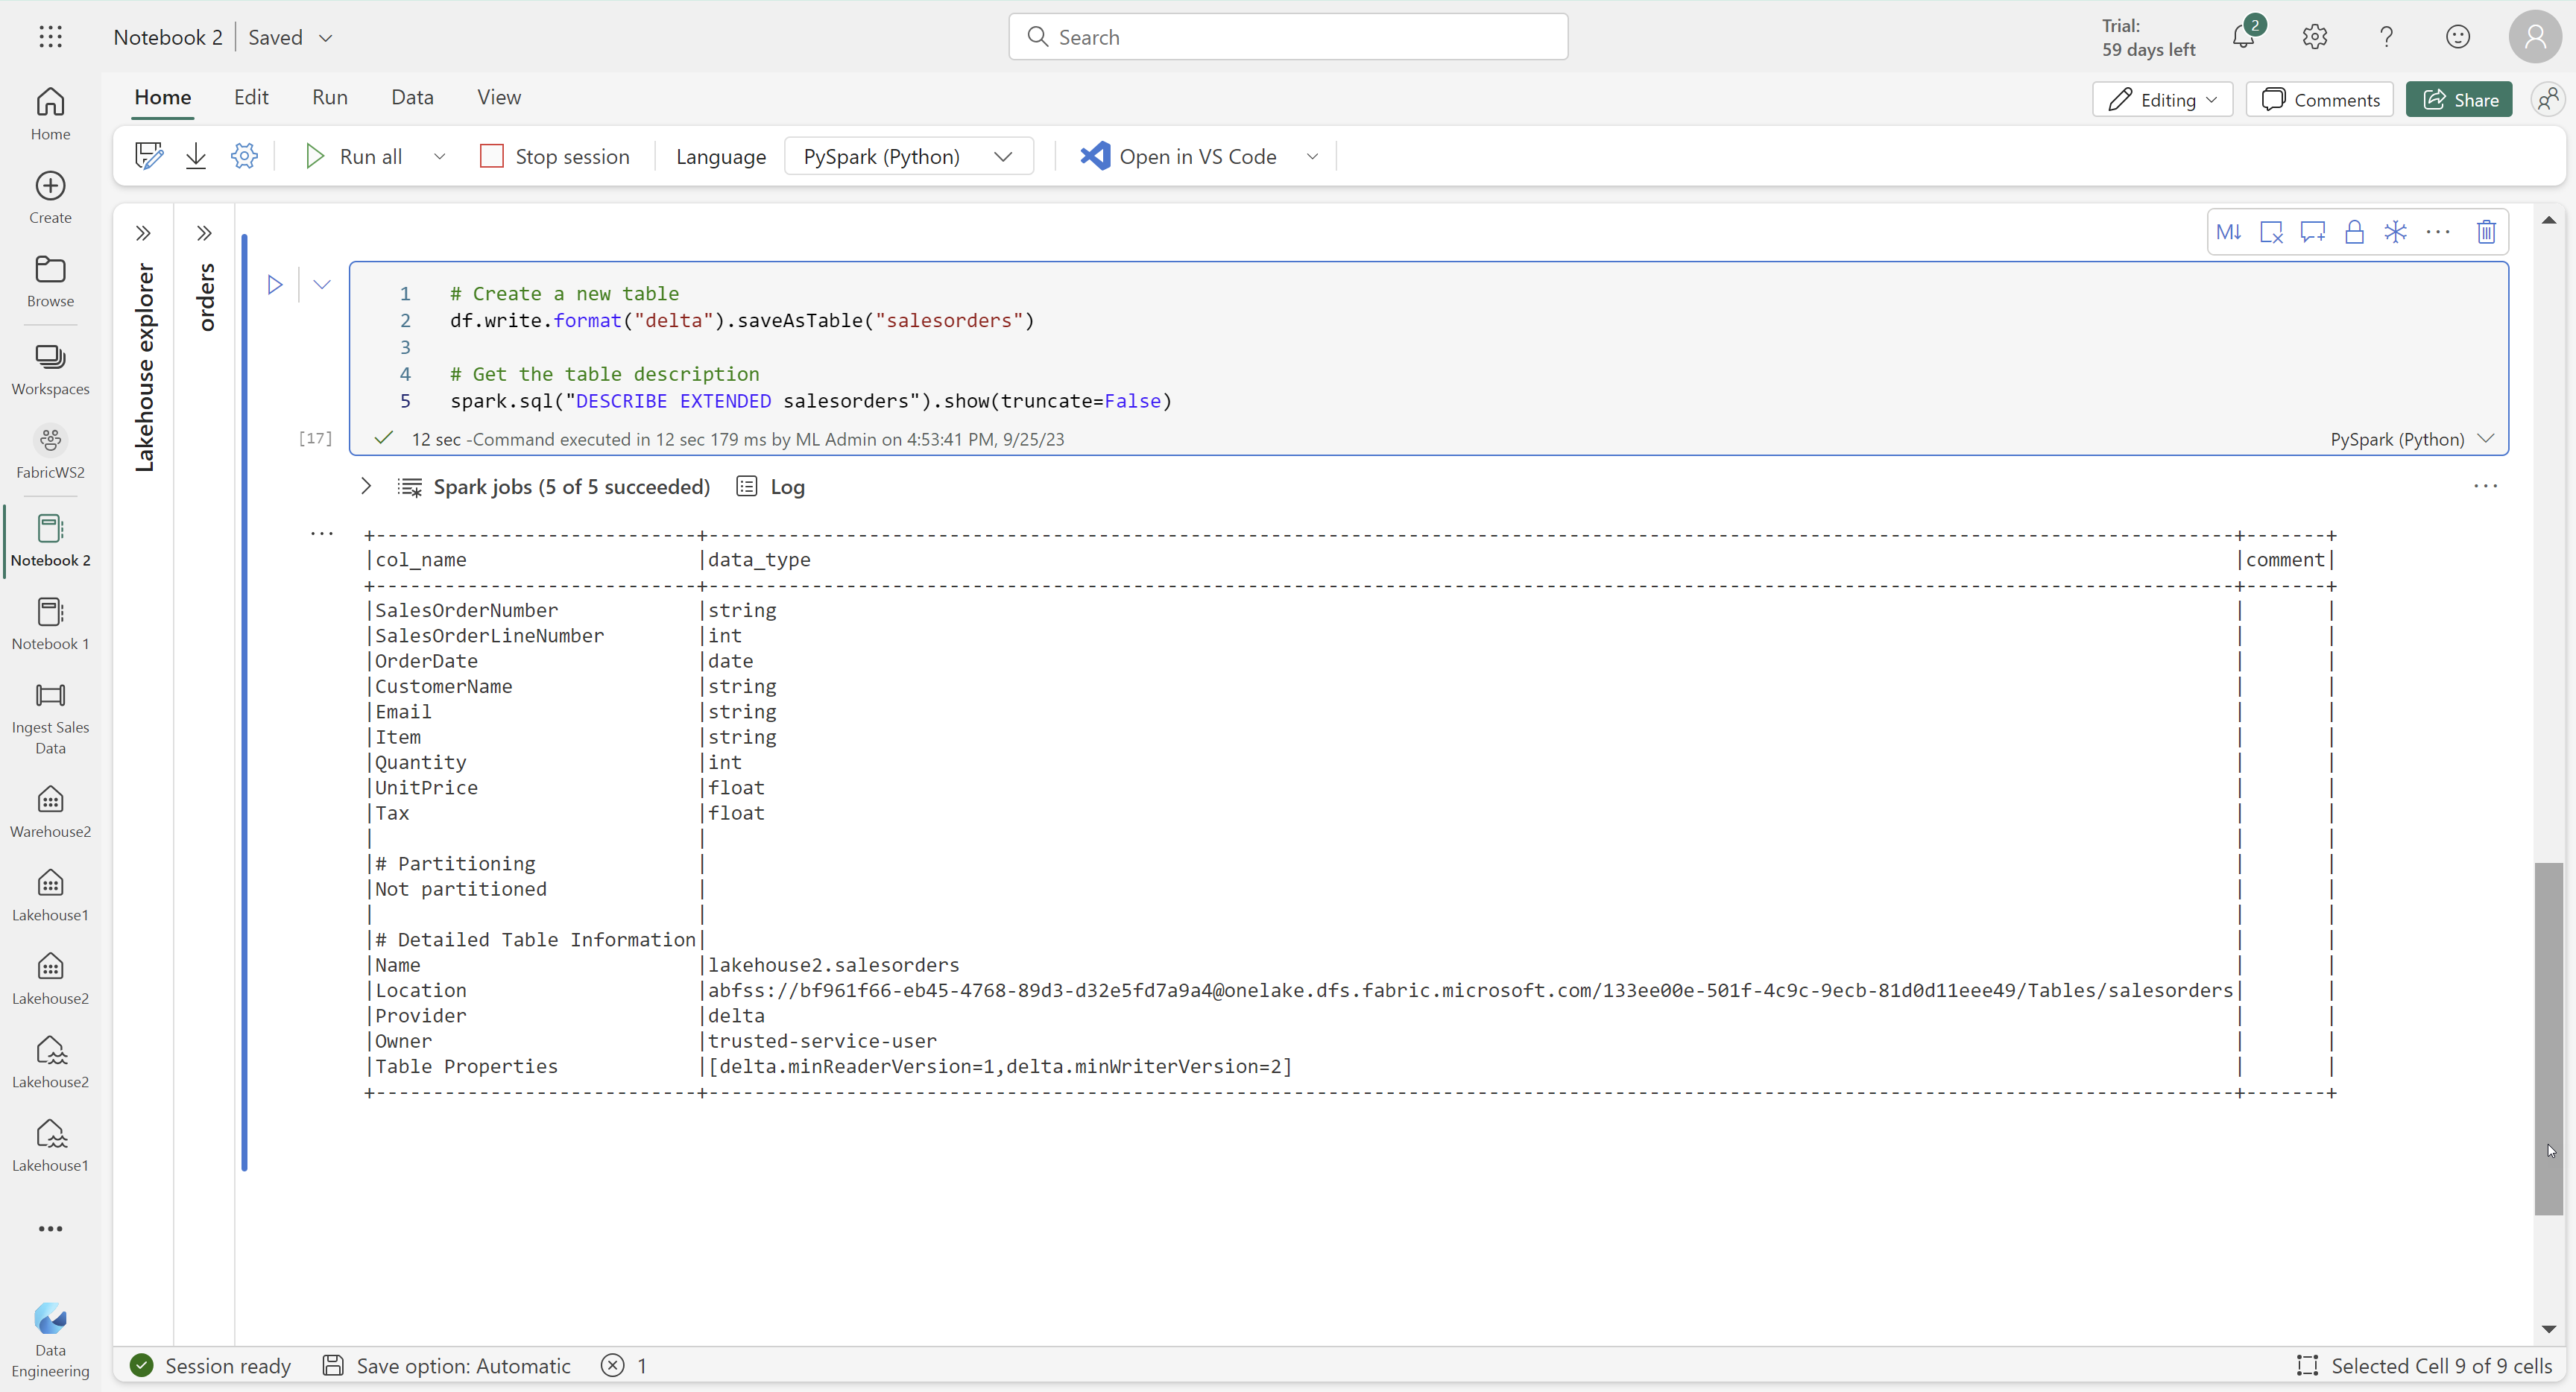 Notebook 2 | Saved
Search
Trial:
59 days left
2
Home Edit Run Data View
Editing Comments Share
Run all Stop session Language PySpark (Python) Open in VS Code
Home
Create
Browse
Workspaces
FabricWS2
Notebook 2
Notebook 1
Ingest Sales
Data
Warehouse2
Lakehouse1
Lakehouse2
Lakehouse2
Lakehouse1
Data
Engineering
Lakehouse explorer
orders
M↓
1 # Create a new table
2 df.write.format("delta").saveAsTable("salesorders")
3
4 # Get the table description
5 spark.sql("DESCRIBE EXTENDED salesorders").show(truncate=False)
[17] 12 sec -Command executed in 12 sec 179 ms by ML Admin on 4:53:41 PM, 9/25/23 PySpark (Python)
Spark jobs (5 of 5 succeeded) Log
|col_name |data_type |comment|
|SalesOrderNumber |string | |
|SalesOrderLineNumber |int | |
|OrderDate |date | |
|CustomerName |string | |
|Email |string | |
|Item |string | |
|Quantity |int | |
|UnitPrice |float | |
|Tax |float | |
| | | |
|# Partitioning | | |
|Not partitioned | | |
| | | |
|# Detailed Table Information| | |
|Name |lakehouse2.salesorders | |
|Location |abfss://bf961f66-eb45-4768-89d3-d32e5fd7a9a4@onelake.dfs.fabric.microsoft.com/133ee00e-501f-4c9c-9ecb-81d0d11eee49/Tables/salesorders| |
|Provider |delta | |
|Owner |trusted-service-user | |
|Table Properties |[delta.minReaderVersion=1,delta.minWriterVersion=2] | |
Session ready Save option: Automatic 1 Selected Cell 9 of 9 cells